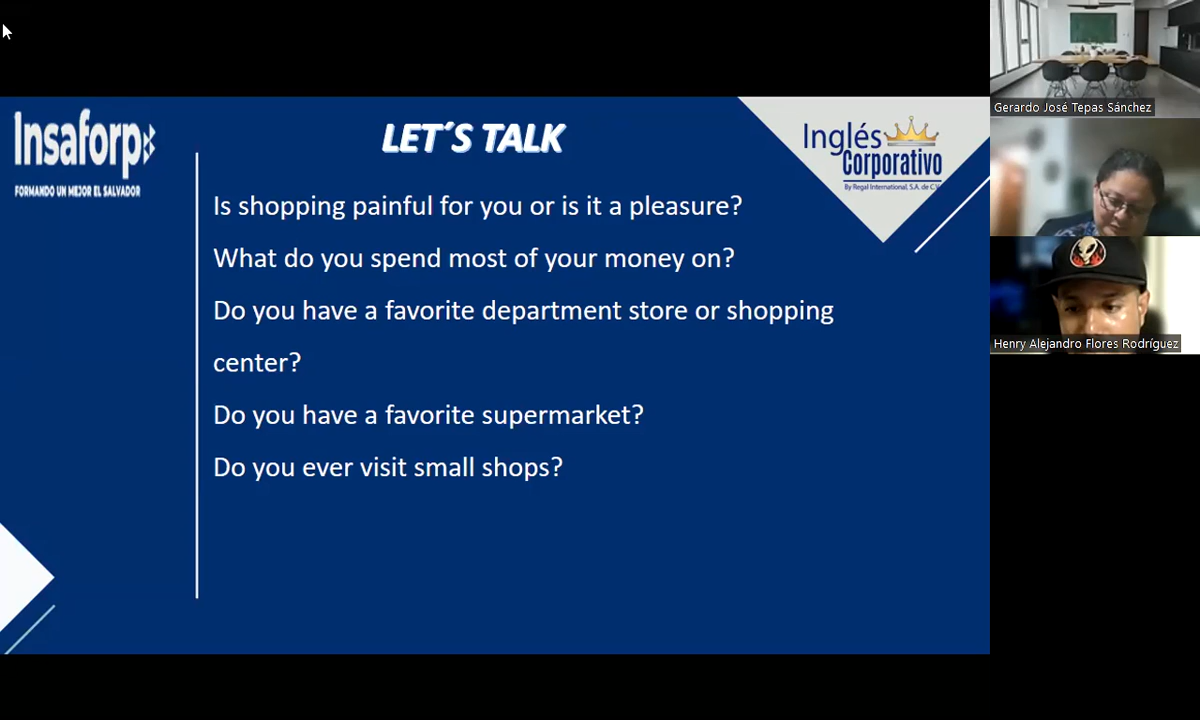 Insaforp
FORMANDO UN MEJOR EL SALVADOR
LET´S TALK
Inglés
Corporativo
By Regal International, S.A. de C.V.
Is shopping painful for you or is it a pleasure?
What do you spend most of your money on?
Do you have a favorite department store or shopping
center?
Do you have a favorite supermarket?
Do you ever visit small shops?
Gerardo José Tepas Sánchez
Henry Alejandro Flores Rodríguez